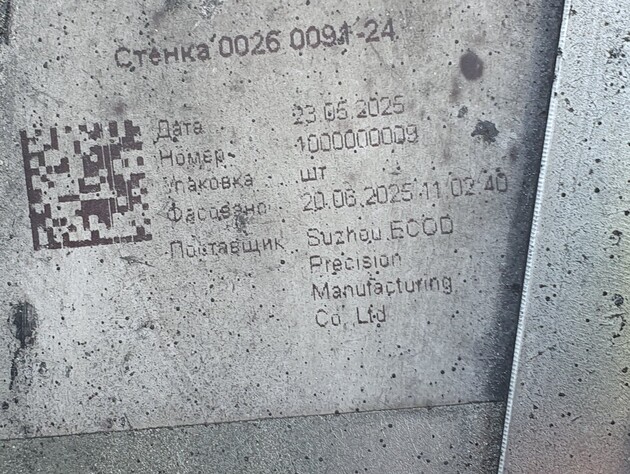 Стенка 0026 0091-24
Дата 23.05.2025
Номер 1000000009
Упаковка шт
Фасовано 20.06.2025 11:02:40
Поставщик Suzhou ECOD
Precision
Manufacturing
Co., Ltd